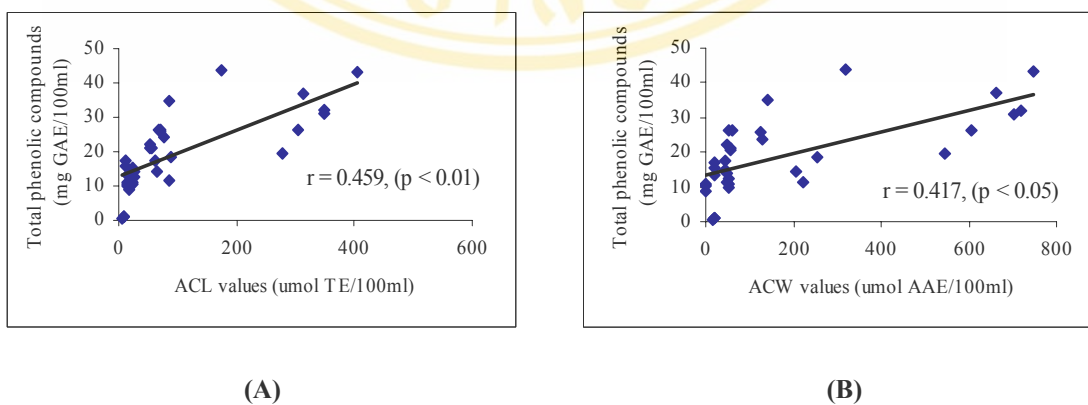 Total phenolic compounds
(mg GAE/100ml)
50
40
30
20
10
0
0 200 400 600
r = 0.459, (p < 0.01)
ACL values (umol TE/100ml)
(A)
Total phenolic compounds
(mg GAE/100ml)
50
40
30
20
10
0
0 200 400 600 800
r = 0.417, (p < 0.05)
ACW values (umol AAE/100ml)
(B)